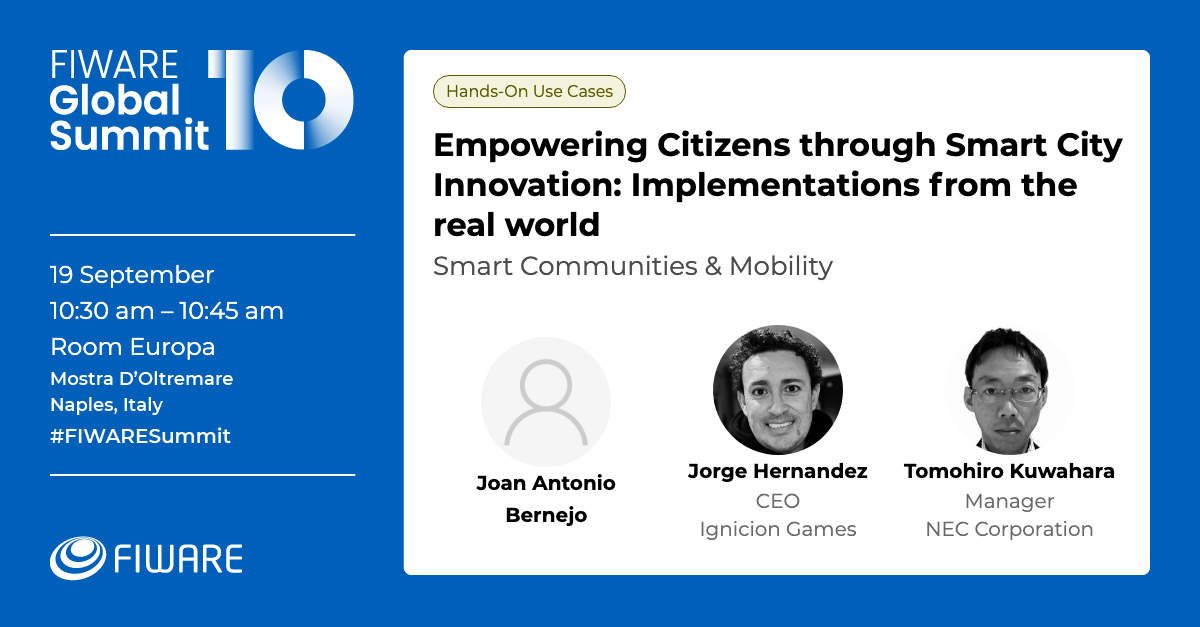 FIWARE
Global
Summit
10
19 September
10:30 am – 10:45 am
Room Europa
Mostra D’Oltremare
Naples, Italy
#FIWARESummit
FIWARE
Hands-On Use Cases
Empowering Citizens through Smart City
Innovation: Implementations from the
real world
Smart Communities & Mobility
Joan Antonio
Bernejo
Jorge Hernandez
CEO
Ignicion Games
Tomohiro Kuwahara
Manager
NEC Corporation